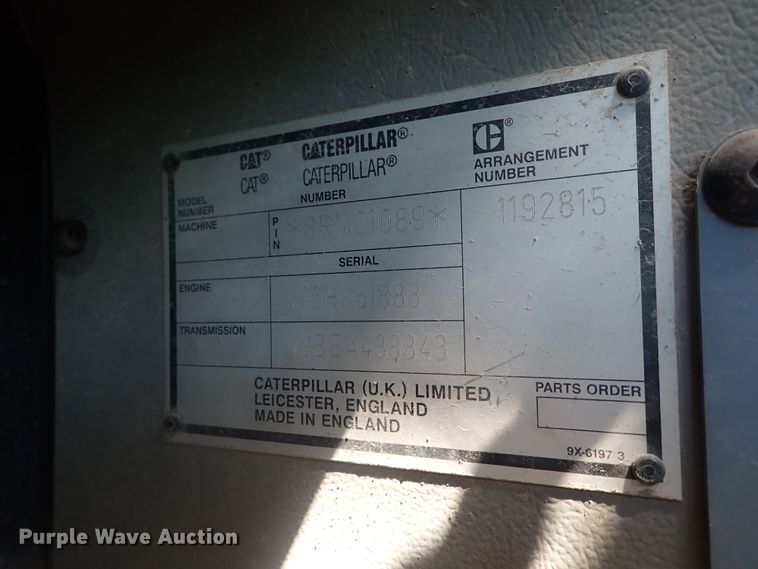 CAT® CATERPILLAR®
CAT® CATERPILLAR®
C®
ARRANGEMENT
NUMBER
MODEL
NUMBER
NUMBER
MACHINE
PIN
1192815
SERIAL
ENGINE
TRANSMISSION
CATERPILLAR (U.K.) LIMITED
LEICESTER, ENGLAND
MADE IN ENGLAND
PARTS ORDER
9X-6197 3
Purple Wave Auction